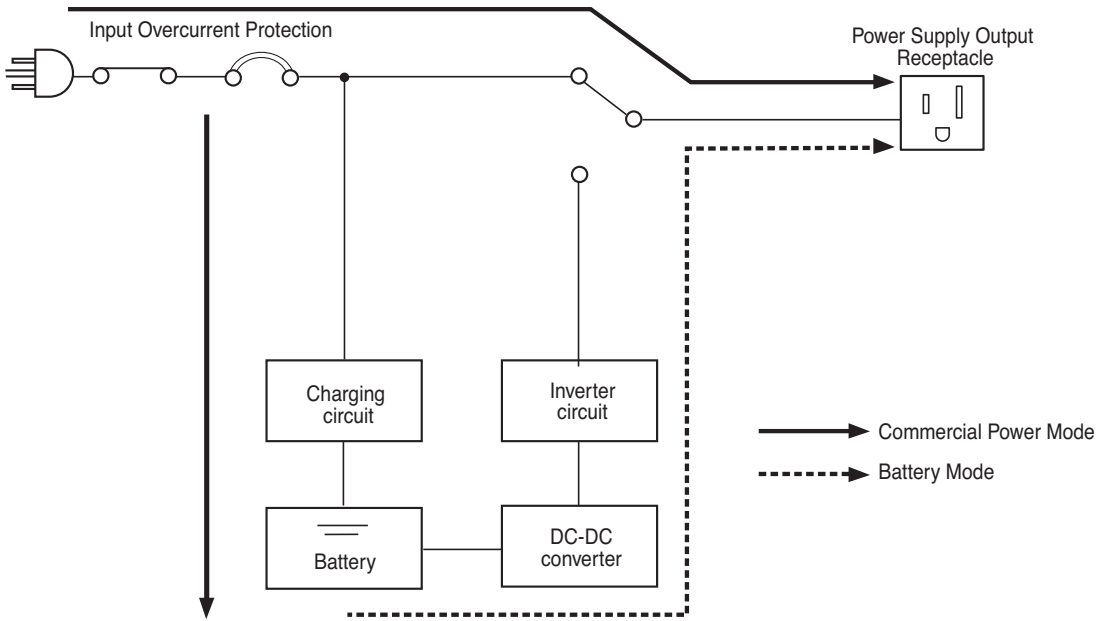 Input Overcurrent Protection
Power Supply Output
Receptacle
Charging
circuit
Inverter
circuit
Commercial Power Mode
Battery Mode
Battery
DC-DC
converter